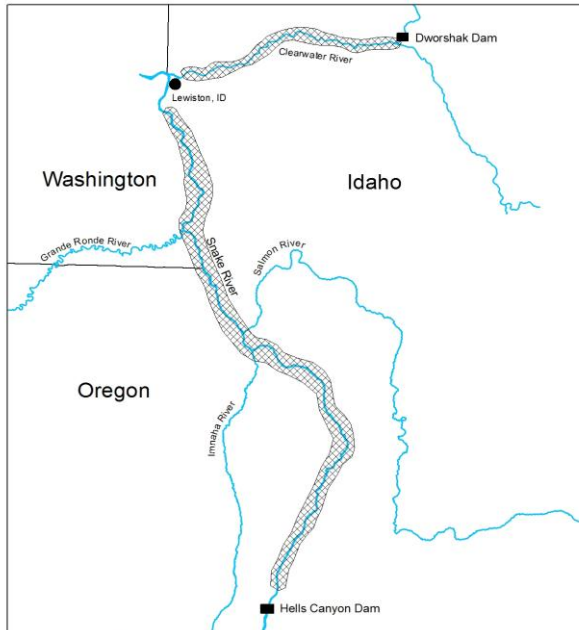 Dworshak Dam
Clearwater River
Lewiston, ID
Washington
Idaho
Grande Ronde River
Snake River
Salmon River
Oregon
Imnaha River
Hells Canyon Dam